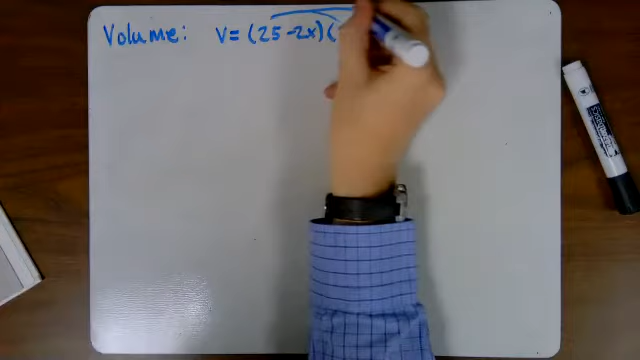 Volume: V = (25 - 2x)(